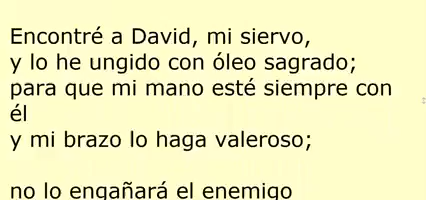 Encontré a David, mi siervo,
y lo he ungido con óleo sagrado;
para que mi mano esté siempre con
él
y mi brazo lo haga valeroso;
no lo engañará el enemigo